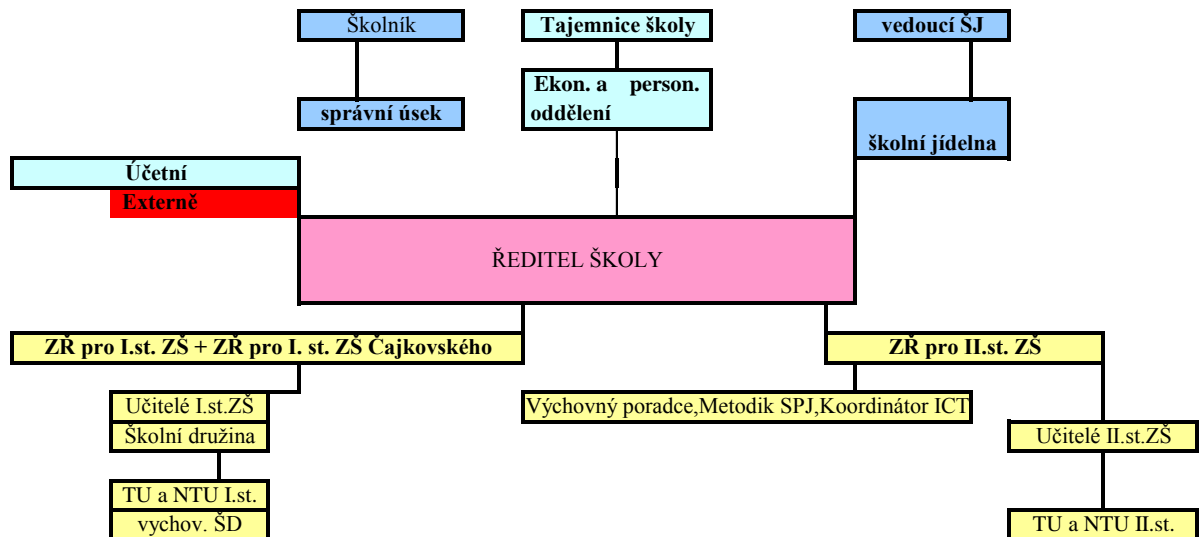 Školník
Tajemnice školy
vedoucí ŠJ
Ekon. a person.
oddělení
správní úsek
školní jídelna
Účetní
Externě
ŘEDITEL ŠKOLY
ZŘ pro I.st. ZŠ + ZŘ pro I. st. ZŠ Čajkovského
ZŘ pro II.st. ZŠ
Učitelé I.st.ZŠ
Výchovný poradce,Metodik SPJ,Koordinátor ICT
Školní družina
Učitelé II.st.ZŠ
TU a NTU I.st.
vychov. ŠD
TU a NTU II.st.